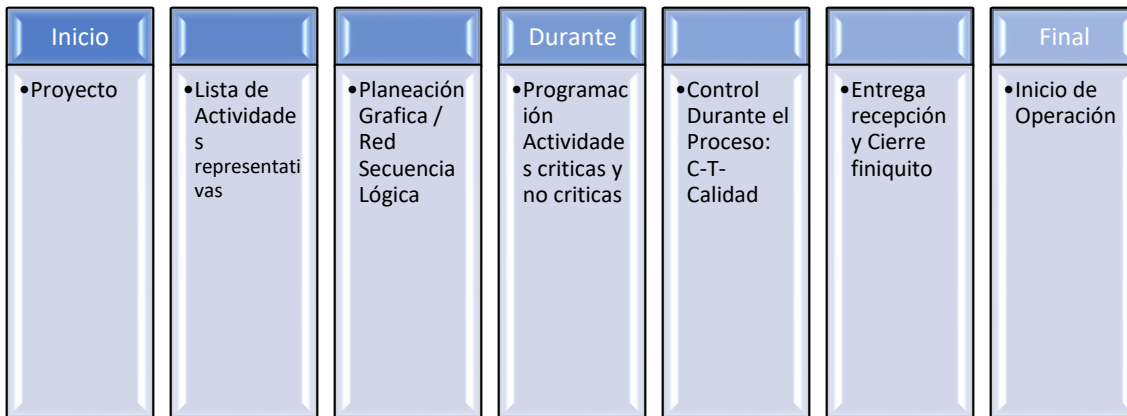 Inicio
•Proyecto
•Lista de
Actividade
s
representati
vas
•Planeación
Grafica /
Red
Secuencia
Lógica
Durante
•Programac
ión
Actividade
s criticas y
no criticas
•Control
Durante el
Proceso:
C-T-
Calidad
•Entrega
recepción
y Cierre
finiquito
Final
•Inicio de
Operación